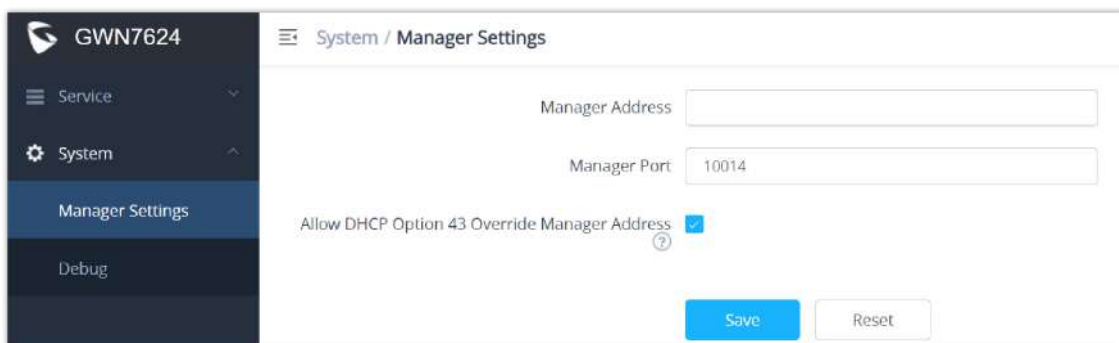 GWN7624
System / Manager Settings
Service
System
Manager Settings
Debug
Manager Address
Manager Port 10014
Allow DHCP Option 43 Override Manager Address
?
Save Reset